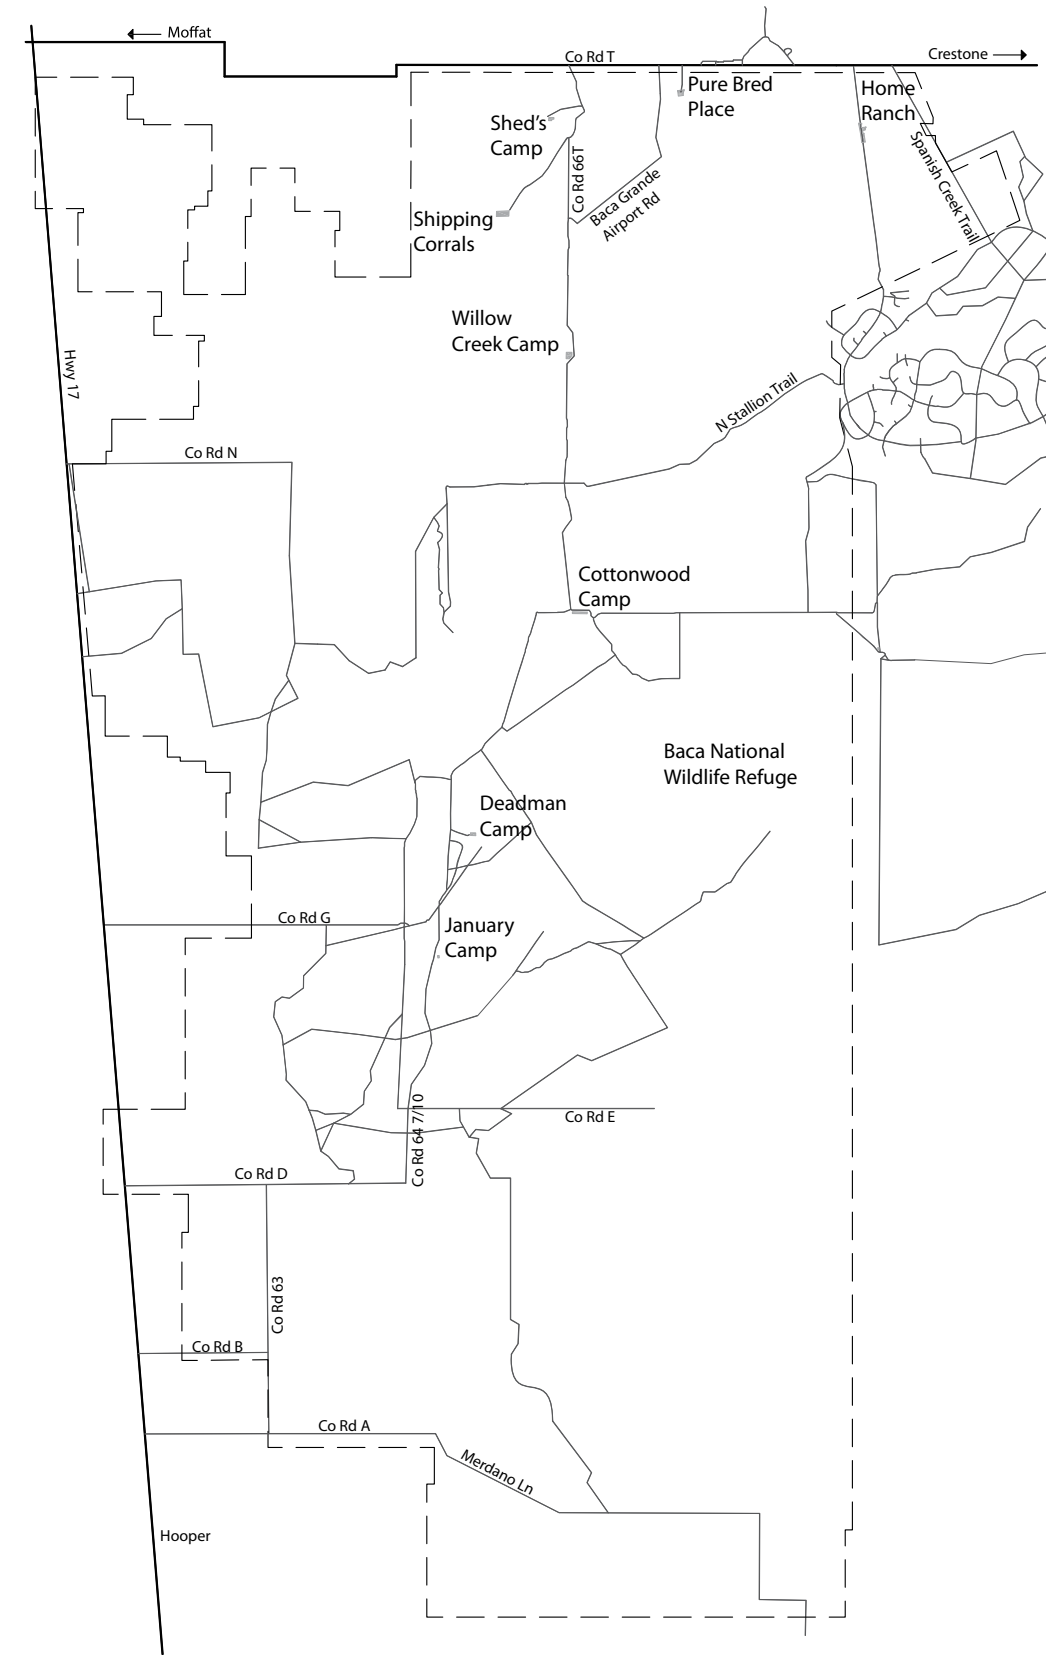 Moffat
Co Rd T
Crestone
Pure Bred
Place
Home
Ranch
Shed's
Camp
Co Rd 66T
Spanish Creek Trail
Baca Grande
Airport Rd
Shipping
Corrals
Willow
Creek Camp
Hwy 17
N Stallion Trail
Co Rd N
Cottonwood
Camp
Baca National
Wildlife Refuge
Deadman
Camp
Co Rd G
January
Camp
Co Rd E
Co Rd 64 7/10
Co Rd D
Co Rd 63
Co Rd B
Co Rd A
Merdano Ln
Hooper